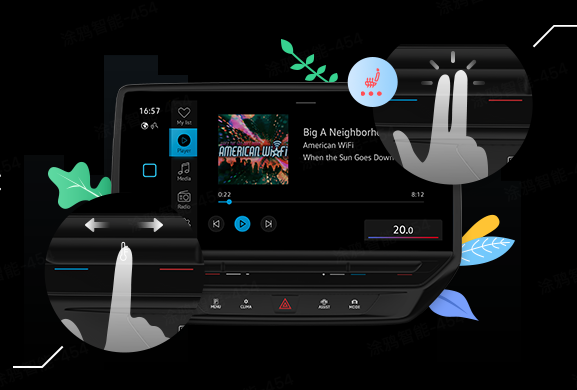 16:57
My list
Player
Media
Radio
AMERICAN WiFi
Big A Neighborho
American WiFi
When the Sun Goes Down
0:22
8:12
20.0
MENU
CLIMA
ASSIST
MODE